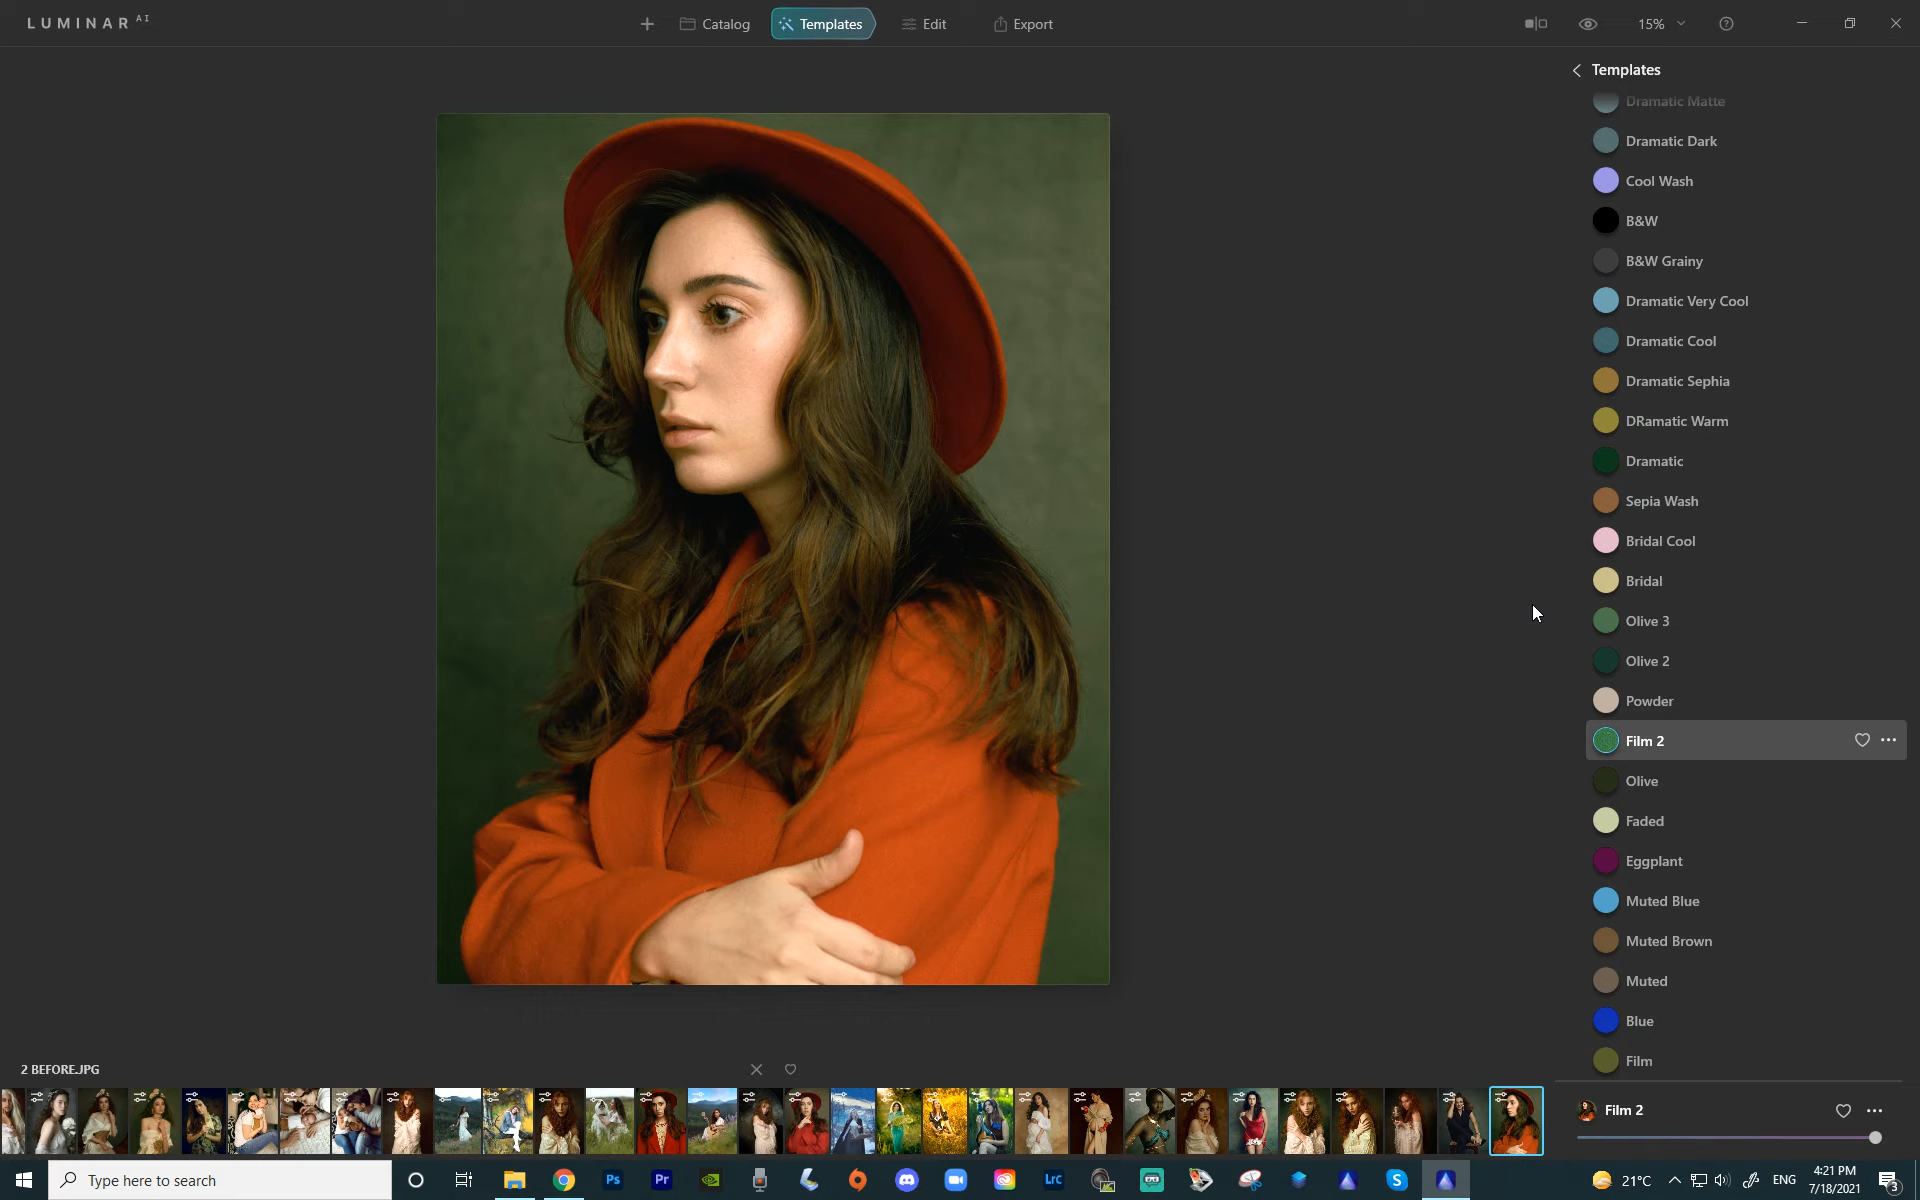 LUMINAR AI
Catalog
Templates
Edit
Export
15%
Templates
Dramatic Matte
Dramatic Dark
Cool Wash
B&W
B&W Grainy
Dramatic Very Cool
Dramatic Cool
Dramatic Sephia
DRamatic Warm
Dramatic
Sepia Wash
Bridal Cool
Bridal
Olive 3
Olive 2
Powder
Film 2
Olive
Faded
Eggplant
Muted Blue
Muted Brown
Muted
Blue
Film
2 BEFORE.JPG
Film 2
Type here to search
Ps
Pr
Lrc
21°C
ENG
4:21 PM
7/18/2021
3